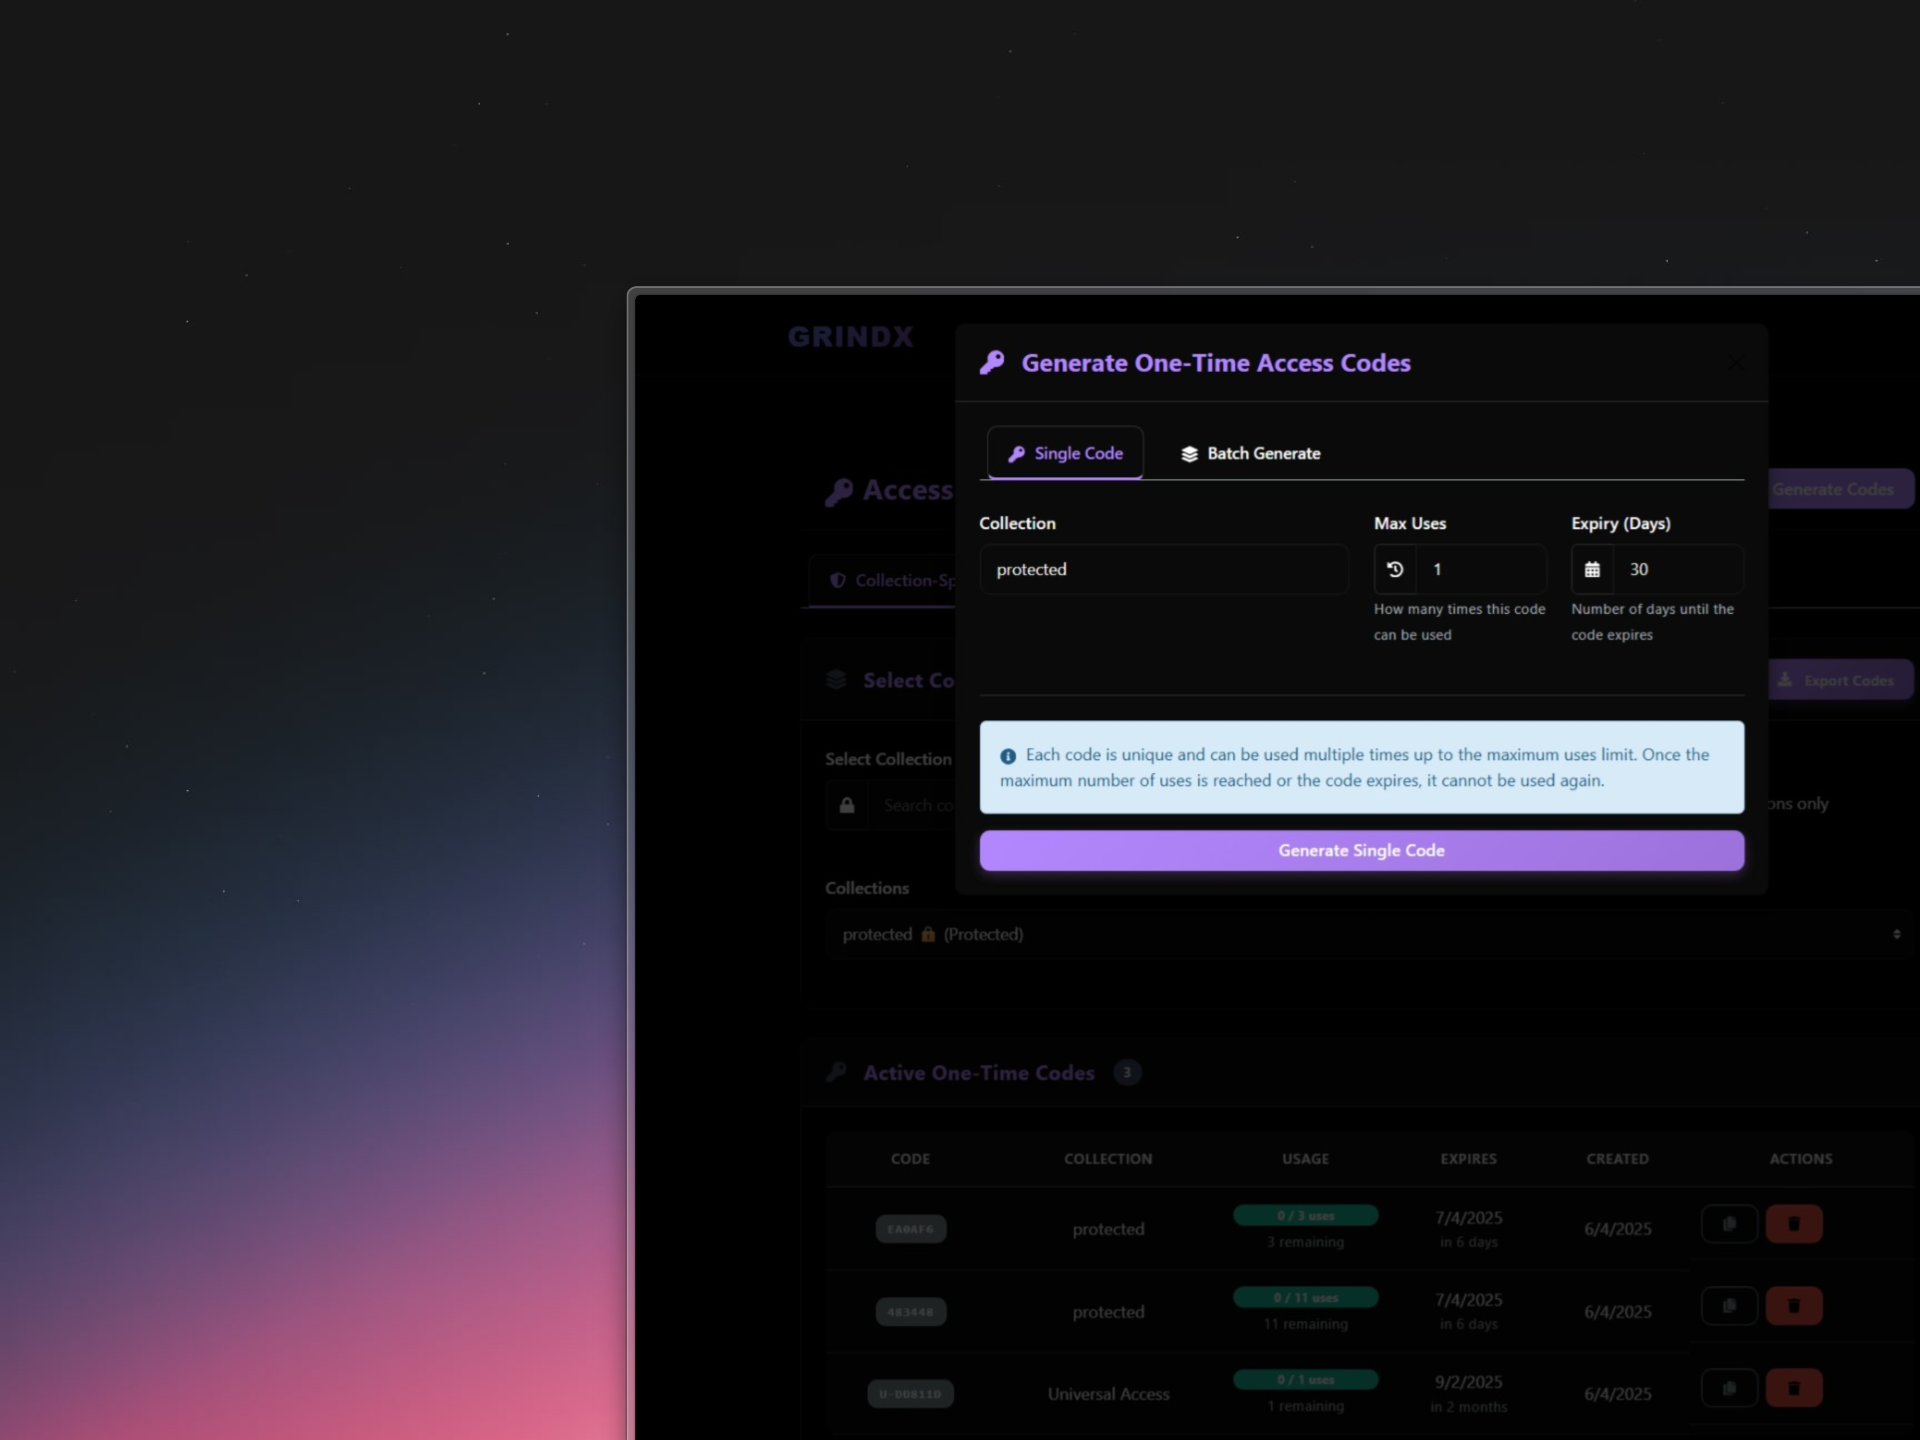 GRINDX
Generate One-Time Access Codes
Single Code
Batch Generate
Access
Generate Codes
Collection
Max Uses
Expiry (Days)
protected
1
30
How many times this code
can be used
Number of days until the
code expires
Collection-Sp
Select Co
Export Codes
Each code is unique and can be used multiple times up to the maximum uses limit. Once the
maximum number of uses is reached or the code expires, it cannot be used again.
Select Collection
Search co
ons only
Generate Single Code
Collections
protected 🔒 (Protected)
Active One-Time Codes 3
CODE COLLECTION USAGE EXPIRES CREATED ACTIONS
EA0AF6 protected 0 / 3 uses 7/4/2025 6/4/2025
3 remaining in 6 days
483448 protected 0 / 11 uses 7/4/2025 6/4/2025
11 remaining in 6 days
U-DD811D Universal Access 0 / 1 uses 9/2/2025 6/4/2025
1 remaining in 2 months